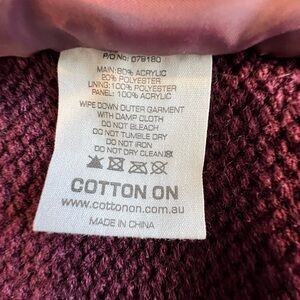 P/O No: 079180
MAIN: 80% ACRYLIC
20% POLYESTER
LINING: 100% POLYESTER
PANEL: 100% ACRYLIC
WIPE DOWN OUTER GARMENT
WITH DAMP CLOTH
DO NOT BLEACH
DO NOT TUMBLE DRY
DO NOT IRON
DO NOT DRY CLEAN
COTTON ON
www.cottonon.com.au
MADE IN CHINA